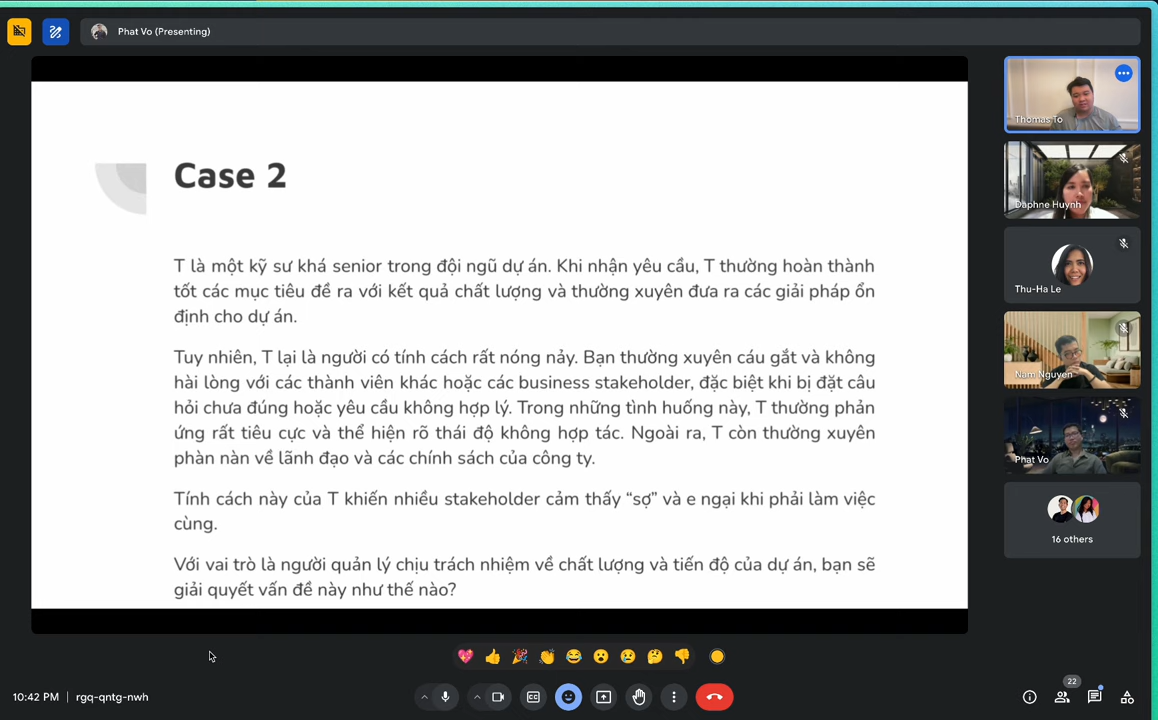 Phat Vo (Presenting)
Case 2
T là một kỹ sư khá senior trong đội ngũ dự án. Khi nhận yêu cầu, T thường hoàn thành
tốt các mục tiêu đề ra với kết quả chất lượng và thường xuyên đưa ra các giải pháp ổn
định cho dự án.
Tuy nhiên, T lại là người có tính cách rất nóng nảy. Bạn thường xuyên cáu gắt và không
hài lòng với các thành viên khác hoặc các business stakeholder, đặc biệt khi bị đặt câu
hỏi chưa đúng hoặc yêu cầu không hợp lý. Trong những tình huống này, T thường phản
ứng rất tiêu cực và thể hiện rõ thái độ không hợp tác. Ngoài ra, T còn thường xuyên
phàn nàn về lãnh đạo và các chính sách của công ty.
Tính cách này của T khiến nhiều stakeholder cảm thấy “sợ” và e ngại khi phải làm việc
cùng.
Với vai trò là người quản lý chịu trách nhiệm về chất lượng và tiến độ của dự án, bạn sẽ
giải quyết vấn đề này như thế nào?
Thomas To
Daphne Huynh
Thu-Ha Le
Nam Nguyen
Phat Vo
16 others
10:42 PM | rgq-qntg-nwh
22